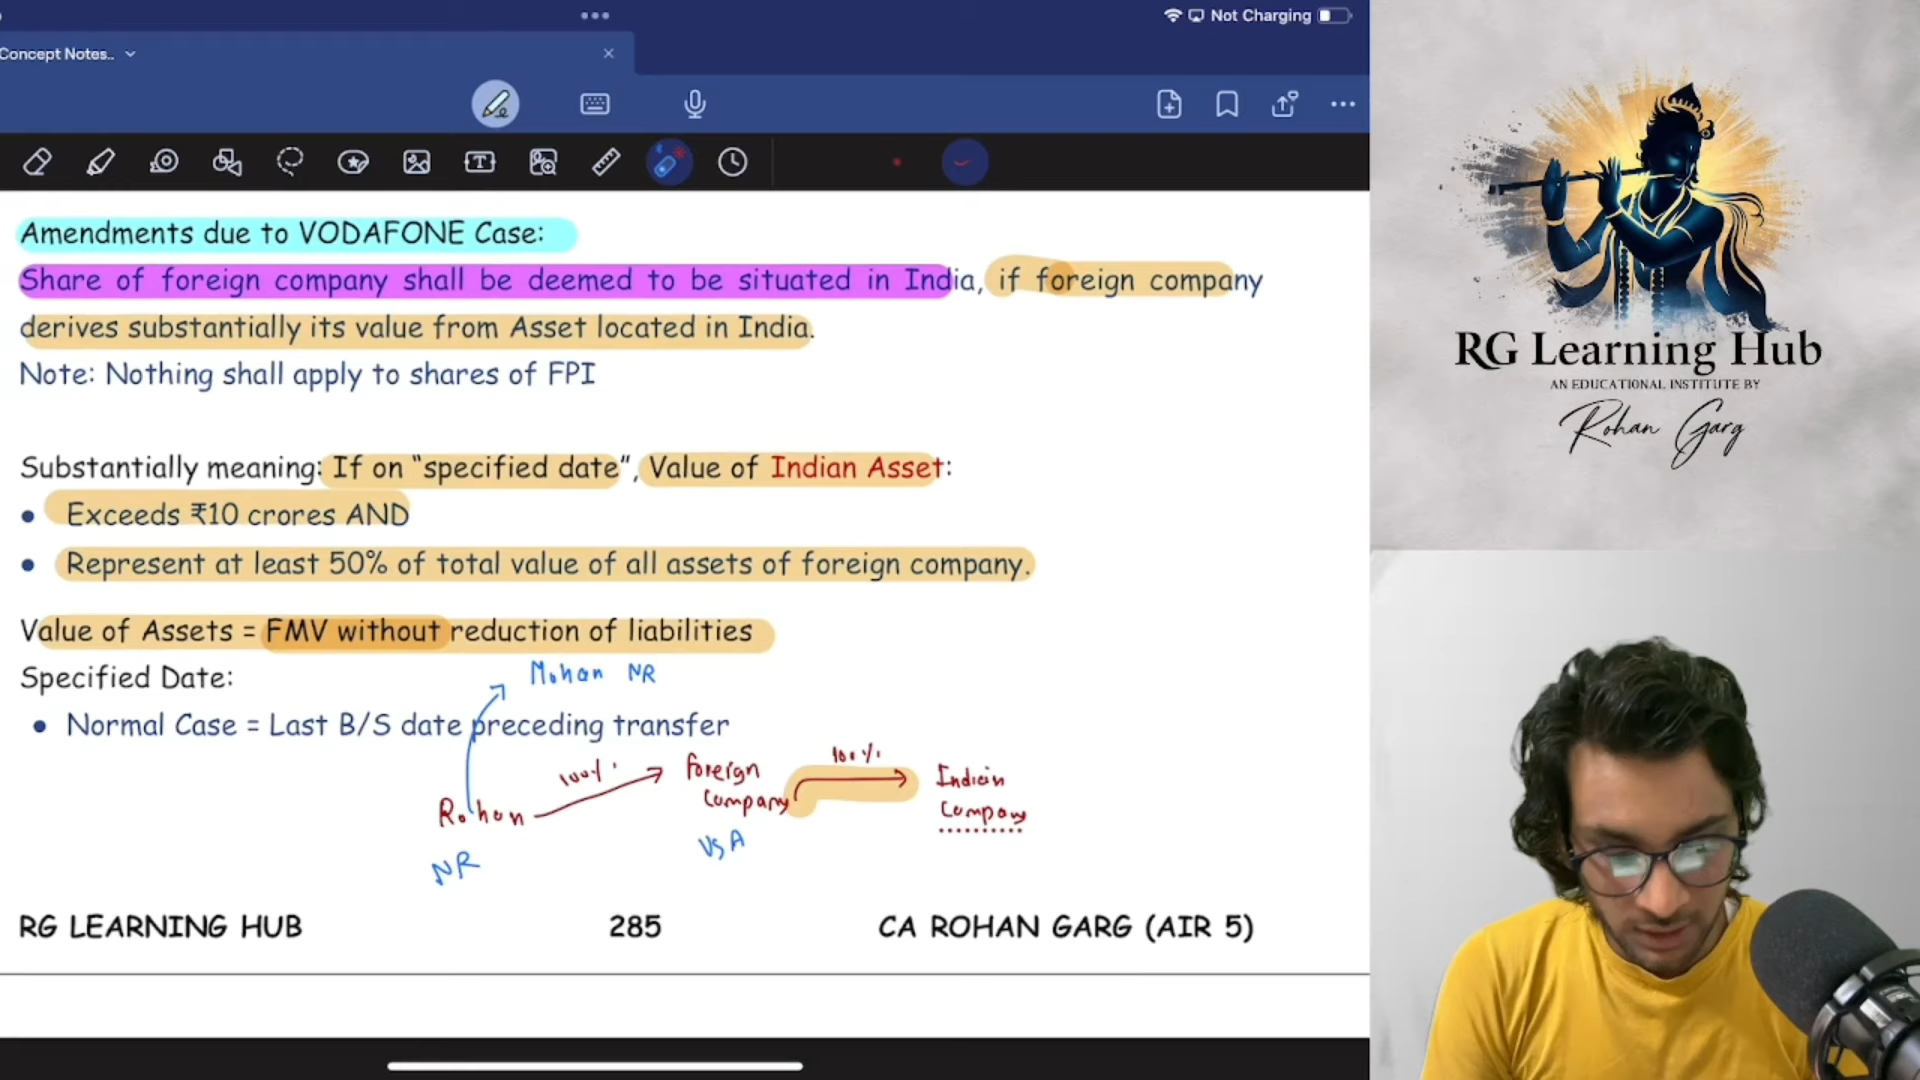 Not Charging
Concept Notes..
Amendments due to VODAFONE Case:
Share of foreign company shall be deemed to be situated in India, if foreign company
derives substantially its value from Asset located in India.
Note: Nothing shall apply to shares of FPI
Substantially meaning: If on “specified date”, Value of Indian Asset:
• Exceeds ₹10 crores AND
• Represent at least 50% of total value of all assets of foreign company.
Value of Assets = FMV without reduction of liabilities
Specified Date:
Mohan NR
• Normal Case = Last B/S date preceding transfer
100%
100%
Foreign
Company
Indian
Company
Rohan
NR
USA
RG LEARNING HUB 285 CA ROHAN GARG (AIR 5)
RG Learning Hub
AN EDUCATIONAL INSTITUTE BY
Rohan Garg